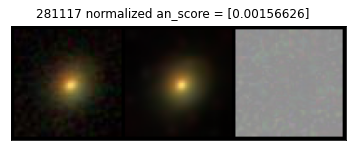 281117 normalized an_score = [0.00156626]